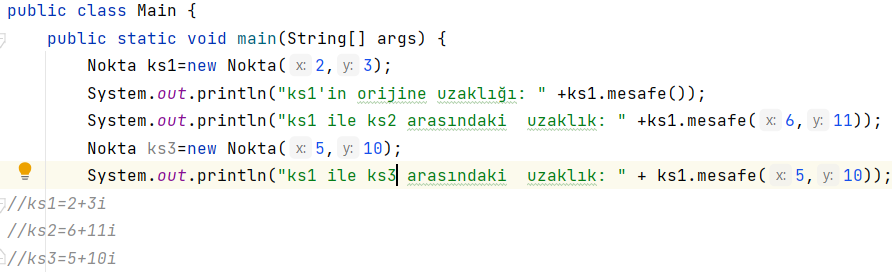 public class Main {
public static void main(String[] args) {
Nokta ks1=new Nokta( x: 2, y: 3);
System.out.println("ks1'in orijine uzaklığı: " +ks1.mesafe());
System.out.println("ks1 ile ks2 arasındaki  uzaklık: " +ks1.mesafe( x: 6, y: 11));
Nokta ks3=new Nokta( x: 5, y: 10);
System.out.println("ks1 ile ks3 arasındaki  uzaklık: " + ks1.mesafe( x: 5, y: 10));
//ks1=2+3i
//ks2=6+11i
//ks3=5+10i